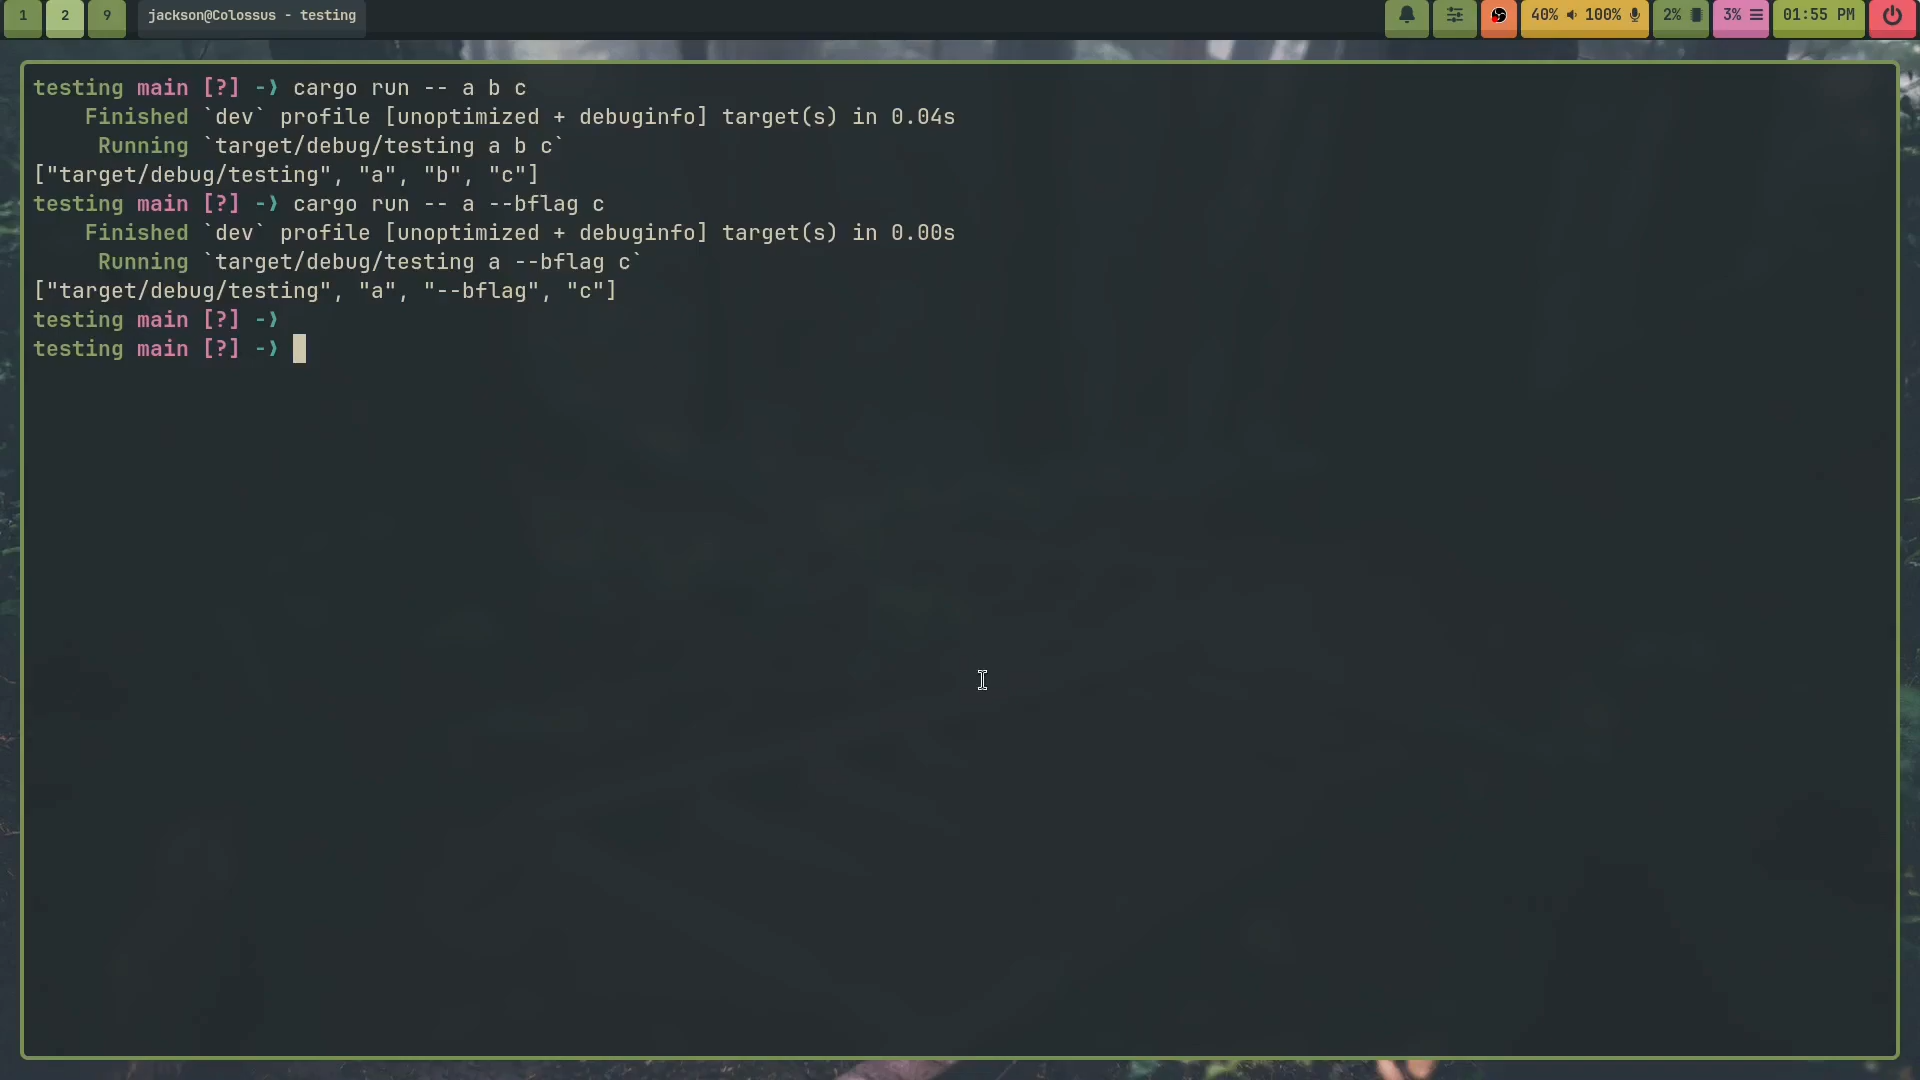 1 2 9 jackson@Colossus - testing 40% 100% 2% 3% 01:55 PM
testing main [?] -❯ cargo run -- a b c
    Finished `dev` profile [unoptimized + debuginfo] target(s) in 0.04s
     Running `target/debug/testing a b c`
["target/debug/testing", "a", "b", "c"]
testing main [?] -❯ cargo run -- a --bflag c
    Finished `dev` profile [unoptimized + debuginfo] target(s) in 0.00s
     Running `target/debug/testing a --bflag c`
["target/debug/testing", "a", "--bflag", "c"]
testing main [?] -❯
testing main [?] -❯